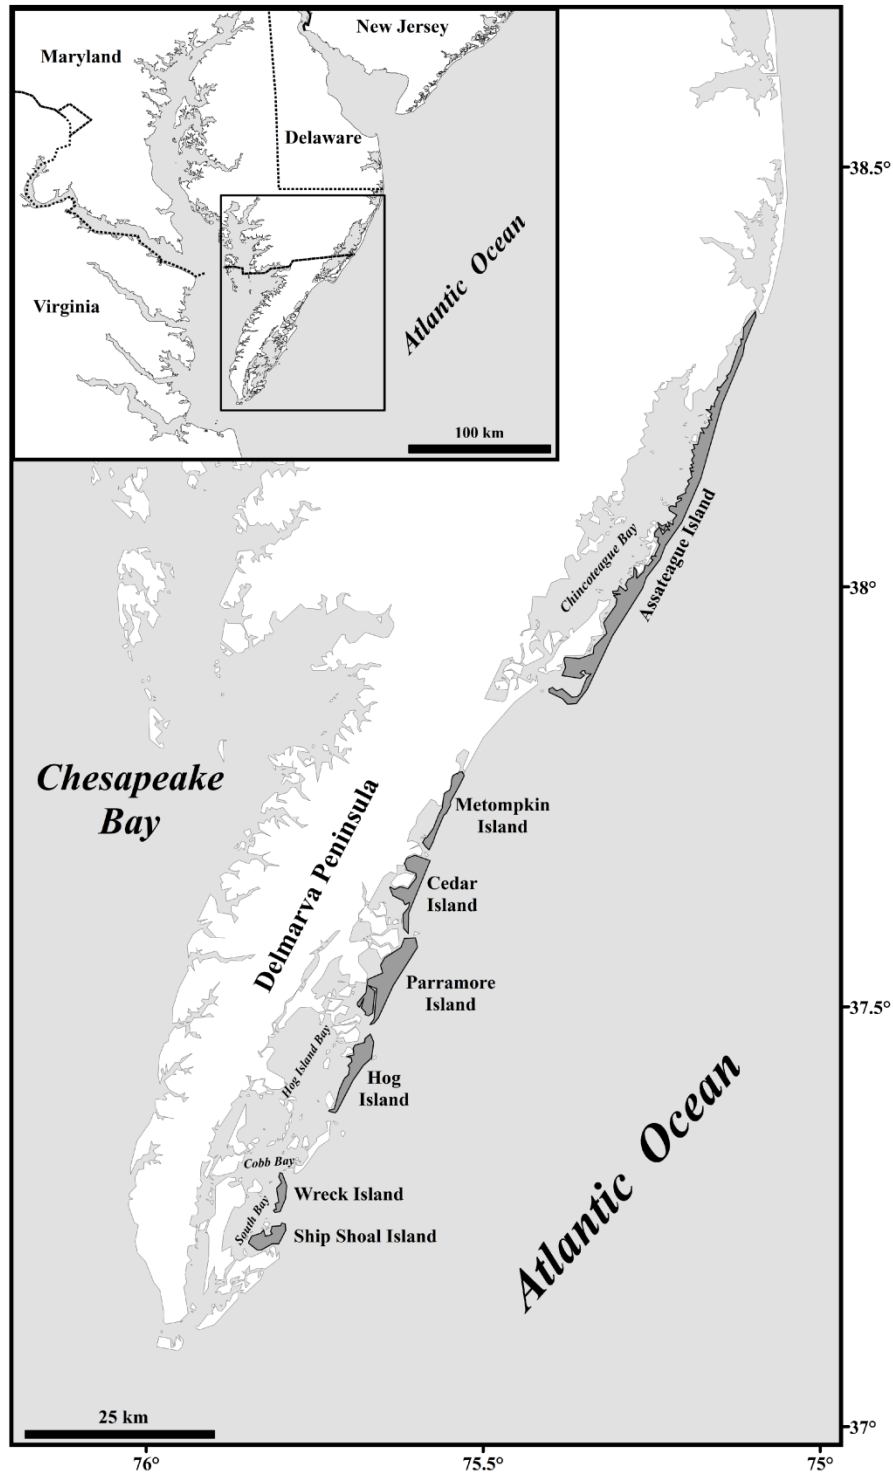 New Jersey
Maryland
Delaware
Virginia
Atlantic Ocean
100 km
38.5°
Chincoteague Bay
Assateague Island
38°
Chesapeake
Bay
Delmarva Peninsula
Metompkin
Island
Cedar
Island
Parramore
Island
37.5°
Hog Island Bay
Hog
Island
Cobb Bay
Wreck Island
South Bay
Ship Shoal Island
Atlantic Ocean
25 km
37°
76°
75.5°
75°